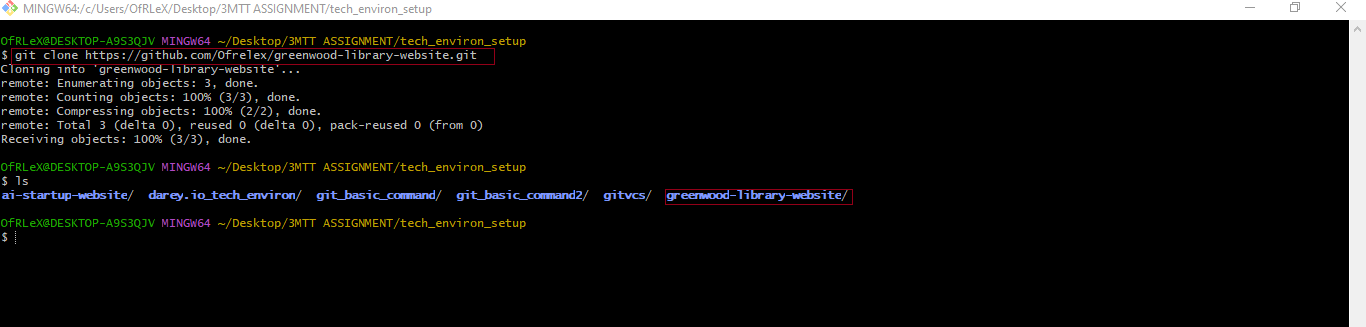 MINGW64:/c/Users/OfRLeX/Desktop/3MTT ASSIGNMENT/tech_environ_setup
OfRLeX@DESKTOP-A9S3QJV MINGW64 ~/Desktop/3MTT ASSIGNMENT/tech_environ_setup
$ git clone https://github.com/Ofrelex/greenwood-library-website.git
Cloning into 'greenwood-library-website'...
remote: Enumerating objects: 3, done.
remote: Counting objects: 100% (3/3), done.
remote: Compressing objects: 100% (2/2), done.
remote: Total 3 (delta 0), reused 0 (delta 0), pack-reused 0 (from 0)
Receiving objects: 100% (3/3), done.
OfRLeX@DESKTOP-A9S3QJV MINGW64 ~/Desktop/3MTT ASSIGNMENT/tech_environ_setup
$ ls
ai-startup-website/ darey.io_tech_environ/ git_basic_command/ git_basic_command2/ gitvcs/ greenwood-library-website/
OfRLeX@DESKTOP-A9S3QJV MINGW64 ~/Desktop/3MTT ASSIGNMENT/tech_environ_setup
$